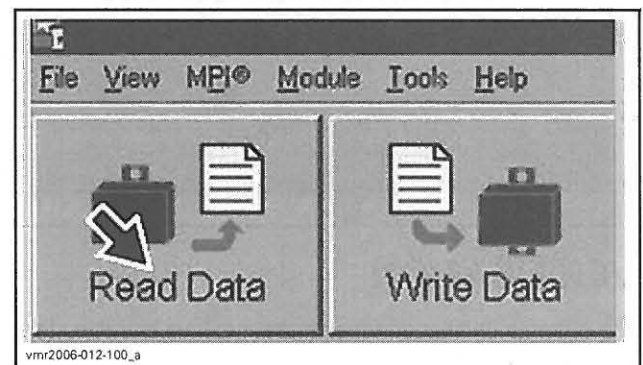 File View MPI® Module Tools Help
Read Data Write Data
vmr2006-012-100_a